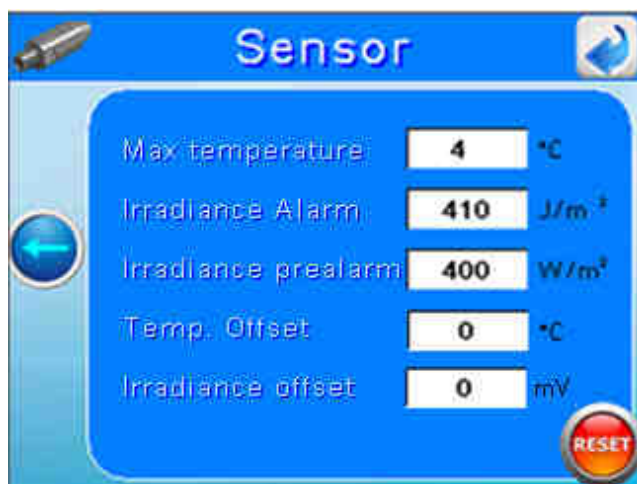 Sensor
Max temperature 4 °C
Irradiance Alarm 410 J/m²
Irradiance prealarm 400 W/m²
Temp. Offset 0 °C
Irradiance offset 0 mV
RESET